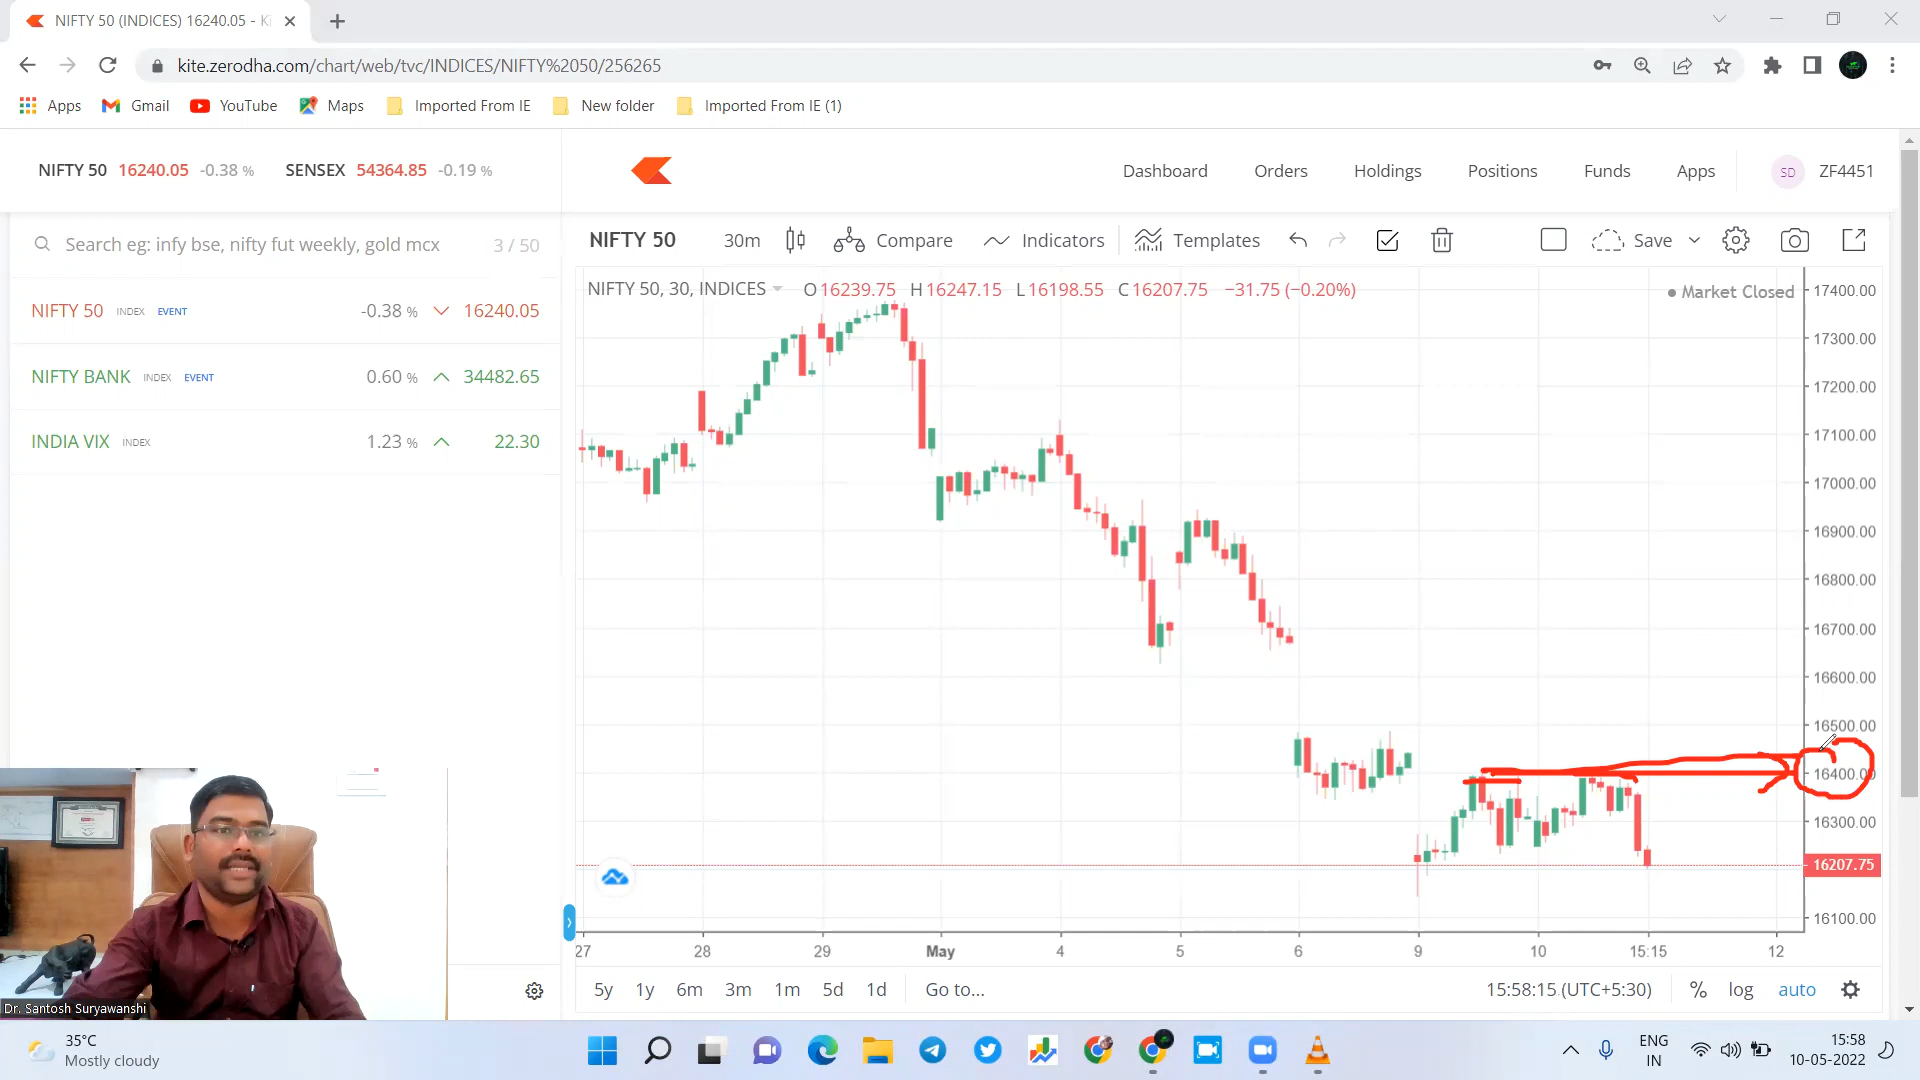 NIFTY 50 (INDICES) 16240.05 - Ki
kite.zerodha.com/chart/web/tvc/INDICES/NIFTY%2050/256265
Apps Gmail YouTube Maps Imported From IE New folder Imported From IE (1)
NIFTY 50 16240.05 -0.38 % SENSEX 54364.85 -0.19 %
Dashboard Orders Holdings Positions Funds Apps SD ZF4451
Search eg: infy bse, nifty fut weekly, gold mcx 3 / 50
NIFTY 50 30m Compare Indicators Templates Save
NIFTY 50, 30, INDICES O16239.75 H16247.15 L16198.55 C16207.75 −31.75 (−0.20%)
Market Closed
NIFTY 50 INDEX EVENT -0.38 % 16240.05
NIFTY BANK INDEX EVENT 0.60 % 34482.65
INDIA VIX INDEX 1.23 % 22.30
17400.00
17300.00
17200.00
17100.00
17000.00
16900.00
16800.00
16700.00
16600.00
16500.00
16400.00
16300.00
16207.75
16100.00
27 28 29 May 4 5 6 9 10 15:15 12
5y 1y 6m 3m 1m 5d 1d Go to... 15:58:15 (UTC+5:30) % log auto
Dr. Santosh Suryawanshi
35°C
Mostly cloudy
ENG
IN
15:58
10-05-2022